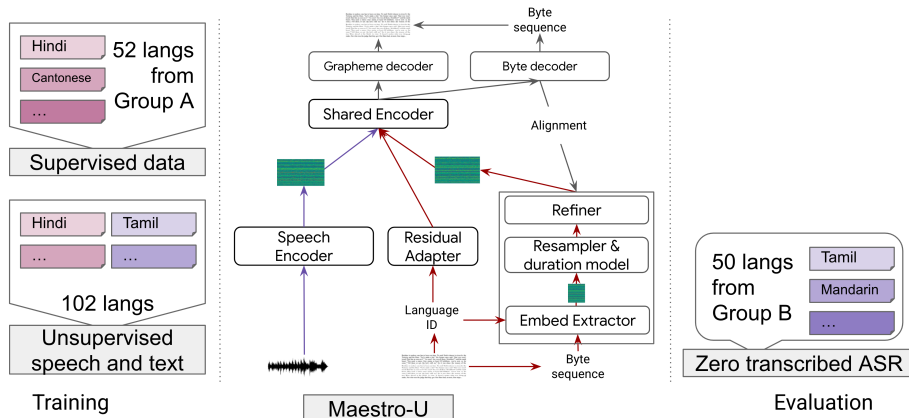 Hindi
Cantonese
...
52 langs
from
Group A
Supervised data
Hindi
Tamil
...
...
102 langs
Unsupervised
speech and text
Training
Byte
sequence
Grapheme decoder
Byte decoder
Shared Encoder
Alignment
Speech
Encoder
Residual
Adapter
Refiner
Resampler &
duration model
Embed Extractor
Language
ID
Byte
sequence
Maestro-U
50 langs
from
Group B
Tamil
Mandarin
...
Zero transcribed ASR
Evaluation